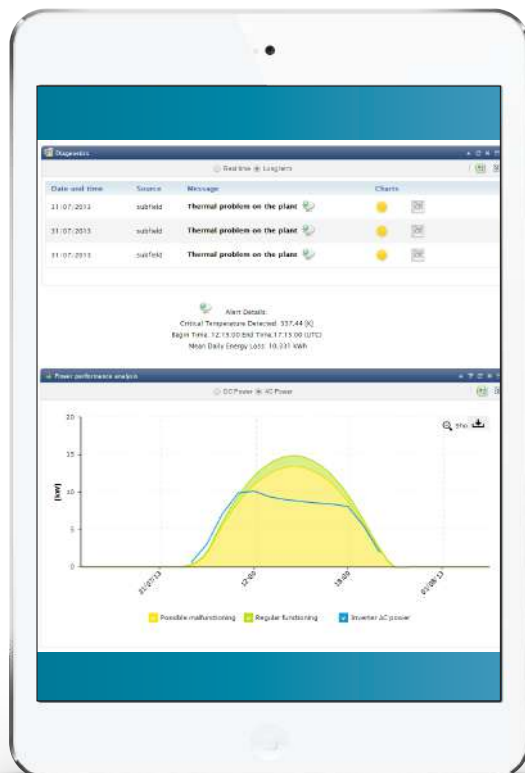 Diagnostics
Real time Long term
Date and time Source Message Charts
31/07/2013 subfield Thermal problem on the plant
31/07/2013 subfield Thermal problem on the plant
31/07/2013 subfield Thermal problem on the plant
Alert Details:
Critical Temperature Detected: 337,44 [K]
Begin Time: 12:15:00 End Time:17:15:00 (UTC)
Mean Daily Energy Loss: 10,331 kWh
Power performance analysis
DC Power AC Power
20
Sho
15
(kW)
10
5
0
31/07/13 12:00 18:00 01/08/13
Possible malfunctioning Regular functioning Inverter AC power